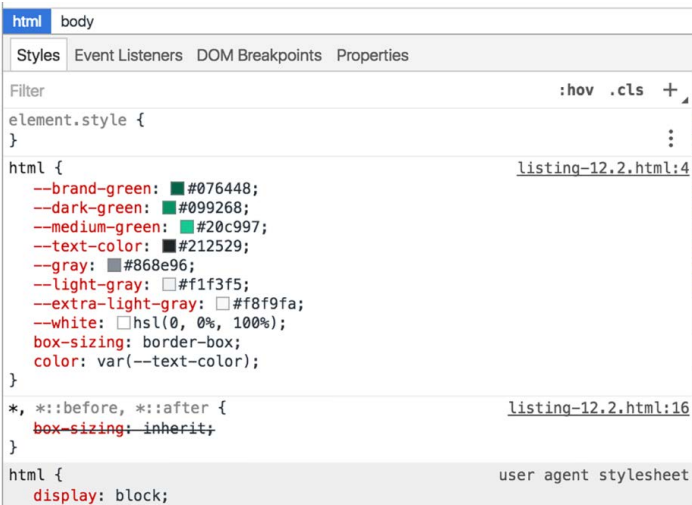 html body
Styles Event Listeners DOM Breakpoints Properties
Filter :hov .cls +
element.style {
}
html { listing-12.2.html:4
--brand-green: #076448;
--dark-green: #099268;
--medium-green: #20c997;
--text-color: #212529;
--gray: #868e96;
--light-gray: #f1f3f5;
--extra-light-gray: #f8f9fa;
--white: hsl(0, 0%, 100%);
box-sizing: border-box;
color: var(--text-color);
}
*, *::before, *::after { listing-12.2.html:16
box-sizing: inherit;
}
html { user agent stylesheet
display: block;